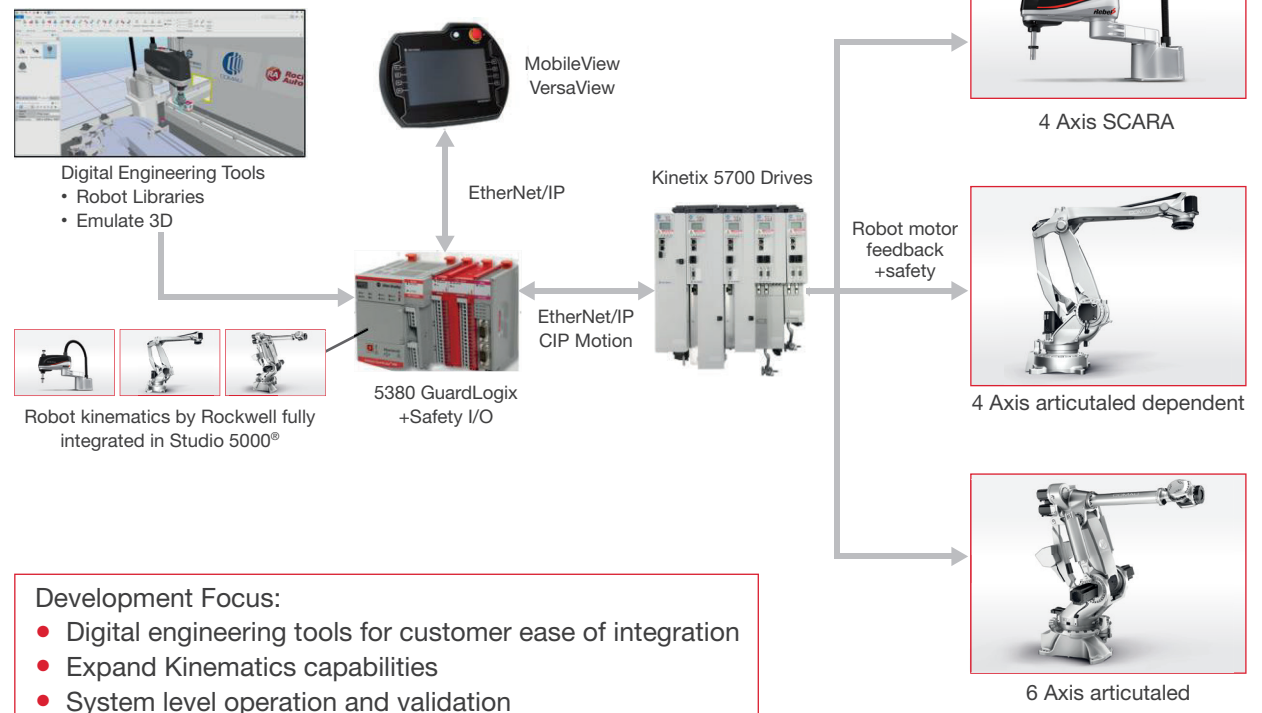 MobileView
VersaView
Digital Engineering Tools
• Robot Libraries
• Emulate 3D
EtherNet/IP
Kinetix 5700 Drives
EtherNet/IP
CIP Motion
5380 GuardLogix
+Safety I/O
Robot kinematics by Rockwell fully
integrated in Studio 5000®
Robot motor
feedback
+safety
4 Axis SCARA
4 Axis articutaled dependent
6 Axis articutaled
Development Focus:
• Digital engineering tools for customer ease of integration
• Expand Kinematics capabilities
• System level operation and validation